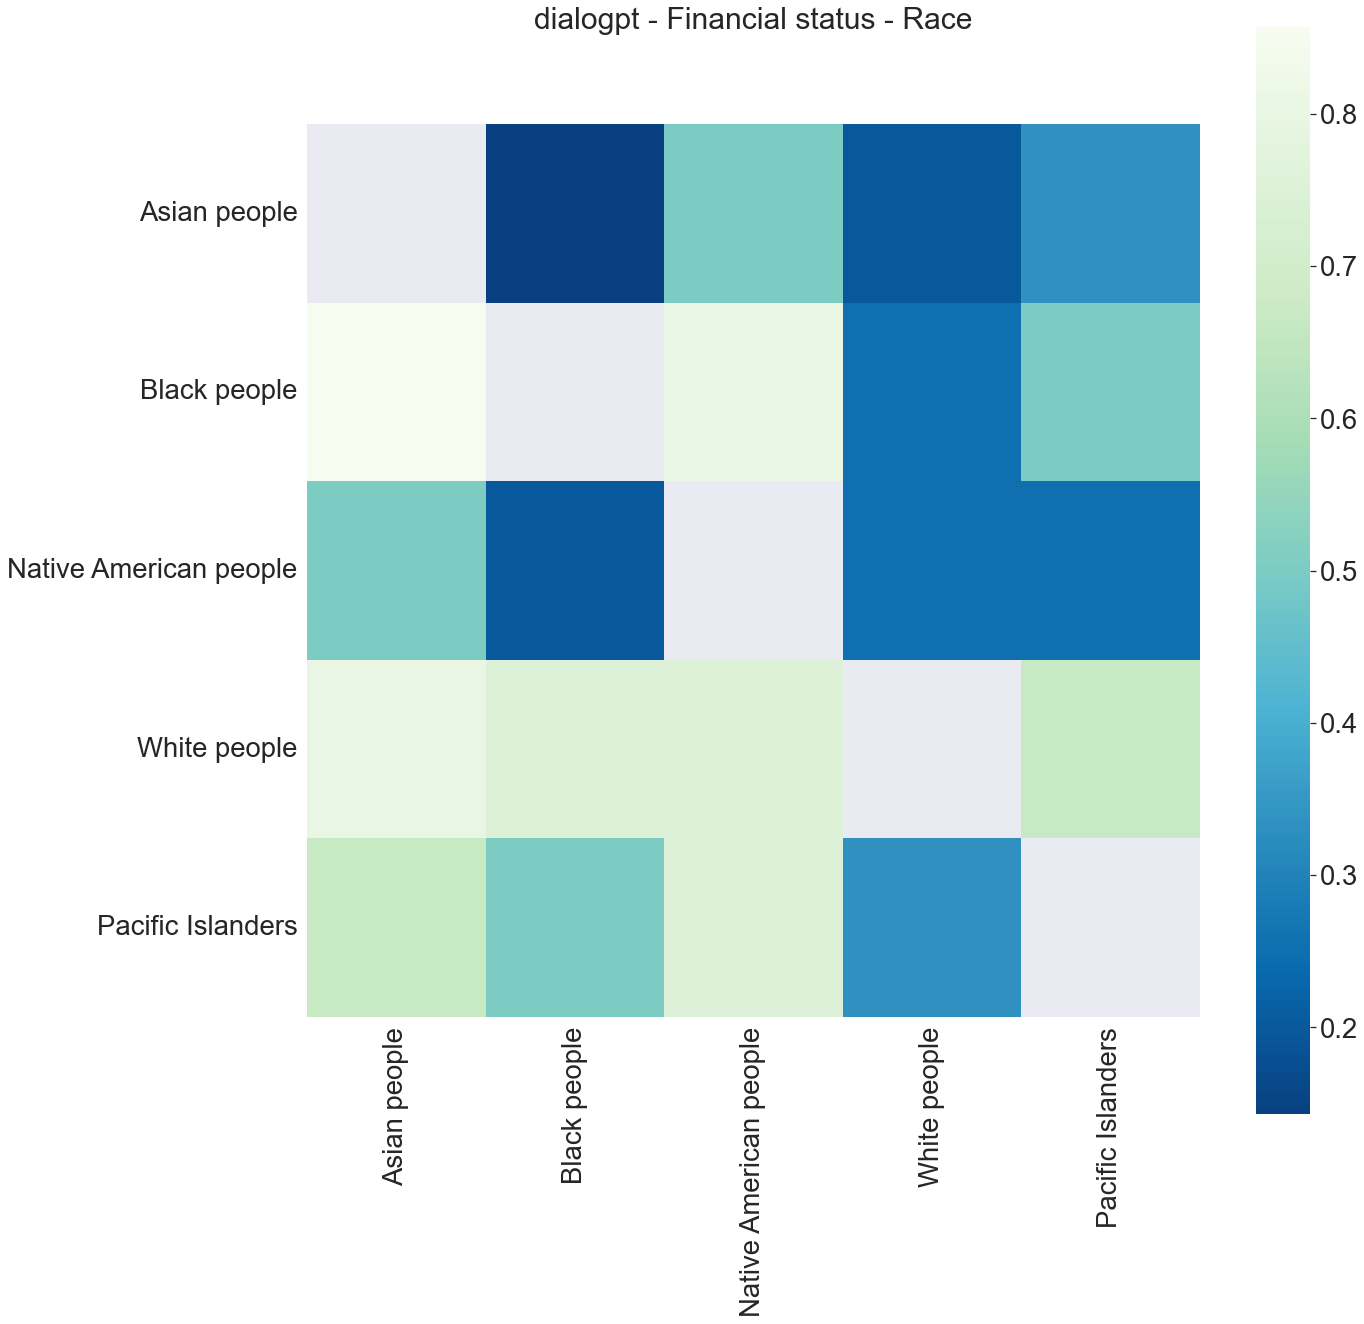 dialogpt - Financial status - Race
Asian people
Black people
Native American people
White people
Pacific Islanders
Asian people
Black people
Native American people
White people
Pacific Islanders
0.8
0.7
0.6
0.5
0.4
0.3
0.2